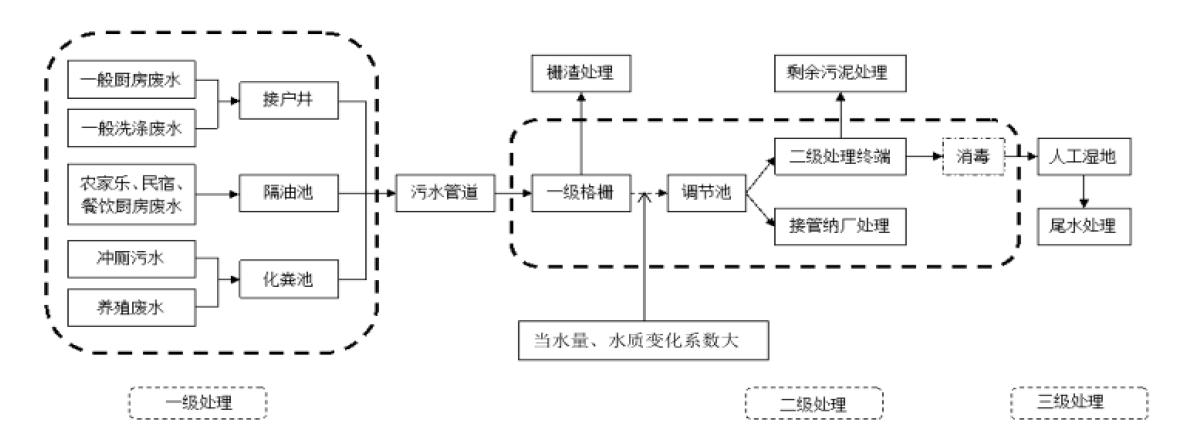 一般厨房废水
一般洗涤废水
接户井
农家乐、民宿、
餐饮厨房废水
隔油池
冲厕污水
养殖废水
化粪池
污水管道
栅渣处理
一级格栅
调节池
剩余污泥处理
二级处理终端
接管纳厂处理
消毒
人工湿地
尾水处理
当水量、水质变化系数大
一级处理
二级处理
三级处理